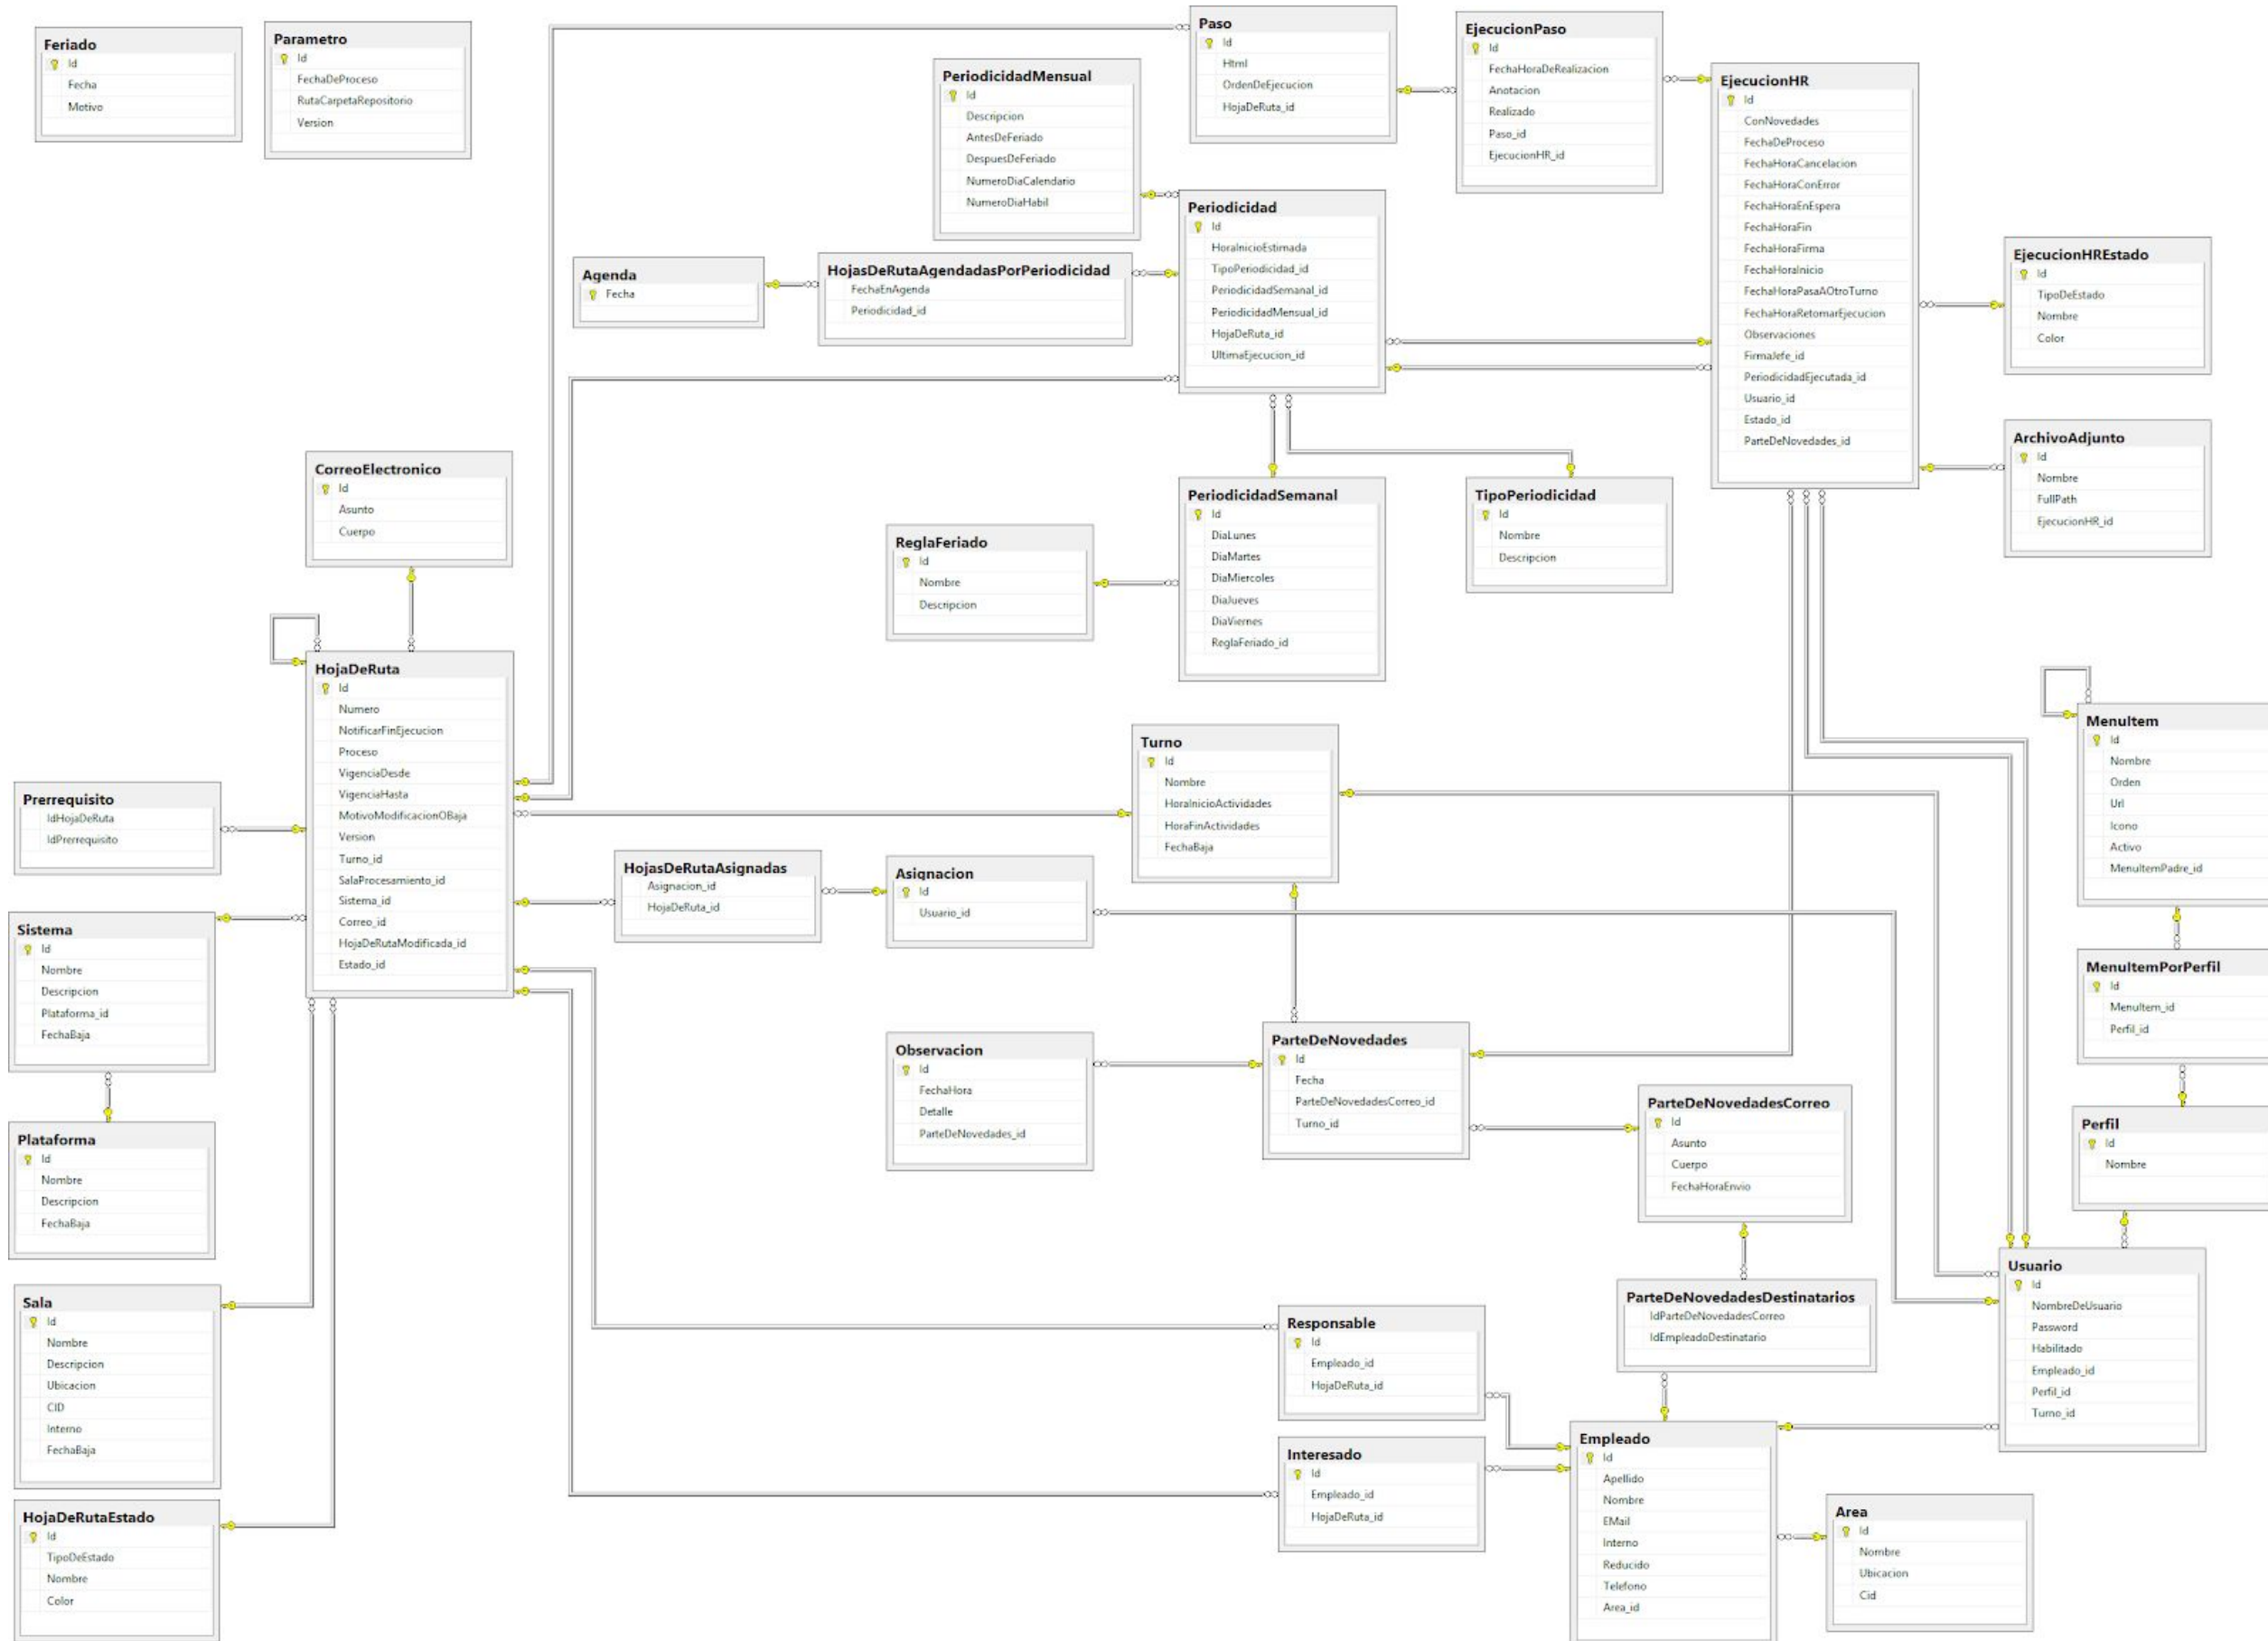 Feriado
Id
Fecha
Motivo
Parametro
Id
FechaDeProceso
RutaCarpetaRepositorio
Version
PeriodicidadMensual
Id
Descripcion
AntesDeFeriado
DespuesDeFeriado
NumeroDiaCalendario
NumeroDiaHabil
Paso
Id
Html
OrdenDeEjecucion
HojaDeRuta_id
EjecucionPaso
Id
FechaHoraDeRealizacion
Anotacion
Realizado
Paso_id
EjecucionHR_id
EjecucionHR
Id
ConNovedades
FechaDeProceso
FechaHoraCancelacion
FechaHoraConError
FechaHoraEnEspera
FechaHoraFin
FechaHoraFirma
FechaHoraInicio
FechaHoraPasaAOtroTurno
FechaHoraRetomarEjecucion
Observaciones
FirmaJefe_id
PeriodicidadEjecutada_id
Usuario_id
Estado_id
ParteDeNovedades_id
Agenda
Fecha
HojasDeRutaAgendadasPorPeriodicidad
FechaEnAgenda
Periodicidad_id
Periodicidad
Id
HoraInicioEstimada
TipoPeriodicidad_id
PeriodicidadSemanal_id
PeriodicidadMensual_id
HojaDeRuta_id
UltimaEjecucion_id
EjecucionHREstado
Id
TipoDeEstado
Nombre
Color
ArchivoAdjunto
Id
Nombre
FullPath
EjecucionHR_id
CorreoElectronico
Id
Asunto
Cuerpo
ReglaFeriado
Id
Nombre
Descripcion
PeriodicidadSemanal
Id
DiaLunes
DiaMartes
DiaMiercoles
DiaJueves
DiaViernes
ReglaFeriado_id
TipoPeriodicidad
Id
Nombre
Descripcion
HojaDeRuta
Id
Numero
NotificarFinEjecucion
Proceso
VigenciaDesde
VigenciaHasta
MotivoModificacionOBaja
Version
Turno_id
SalaProcesamiento_id
Sistema_id
Correo_id
HojaDeRutaModificada_id
Estado_id
Prerrequisito
IdHojaDeRuta
IdPrerrequisito
Sistema
Id
Nombre
Descripcion
Plataforma_id
FechaBaja
Plataforma
Id
Nombre
Descripcion
FechaBaja
Sala
Id
Nombre
Descripcion
Ubicacion
CID
Interno
FechaBaja
HojaDeRutaEstado
Id
TipoDeEstado
Nombre
Color
HojasDeRutaAsignadas
Asignacion_id
HojaDeRuta_id
Asignacion
Id
Usuario_id
Turno
Id
Nombre
HoraInicioActividades
HoraFinActividades
FechaBaja
Observacion
Id
FechaHora
Detalle
ParteDeNovedades_id
ParteDeNovedades
Id
Fecha
ParteDeNovedadesCorreo_id
Turno_id
ParteDeNovedadesCorreo
Id
Asunto
Cuerpo
FechaHoraEnvio
ParteDeNovedadesDestinatarios
IdParteDeNovedadesCorreo
IdEmpleadoDestinatario
Responsable
Id
Empleado_id
HojaDeRuta_id
Interesado
Id
Empleado_id
HojaDeRuta_id
Empleado
Id
Apellido
Nombre
EMail
Interno
Reducido
Telefono
Area_id
Area
Id
Nombre
Ubicacion
Cid
MenuItem
Id
Nombre
Orden
Url
Icono
Activo
MenuItemPadre_id
MenuItemPorPerfil
Id
MenuItem_id
Perfil_id
Perfil
Id
Nombre
Usuario
Id
NombreDeUsuario
Password
Habilitado
Empleado_id
Perfil_id
Turno_id